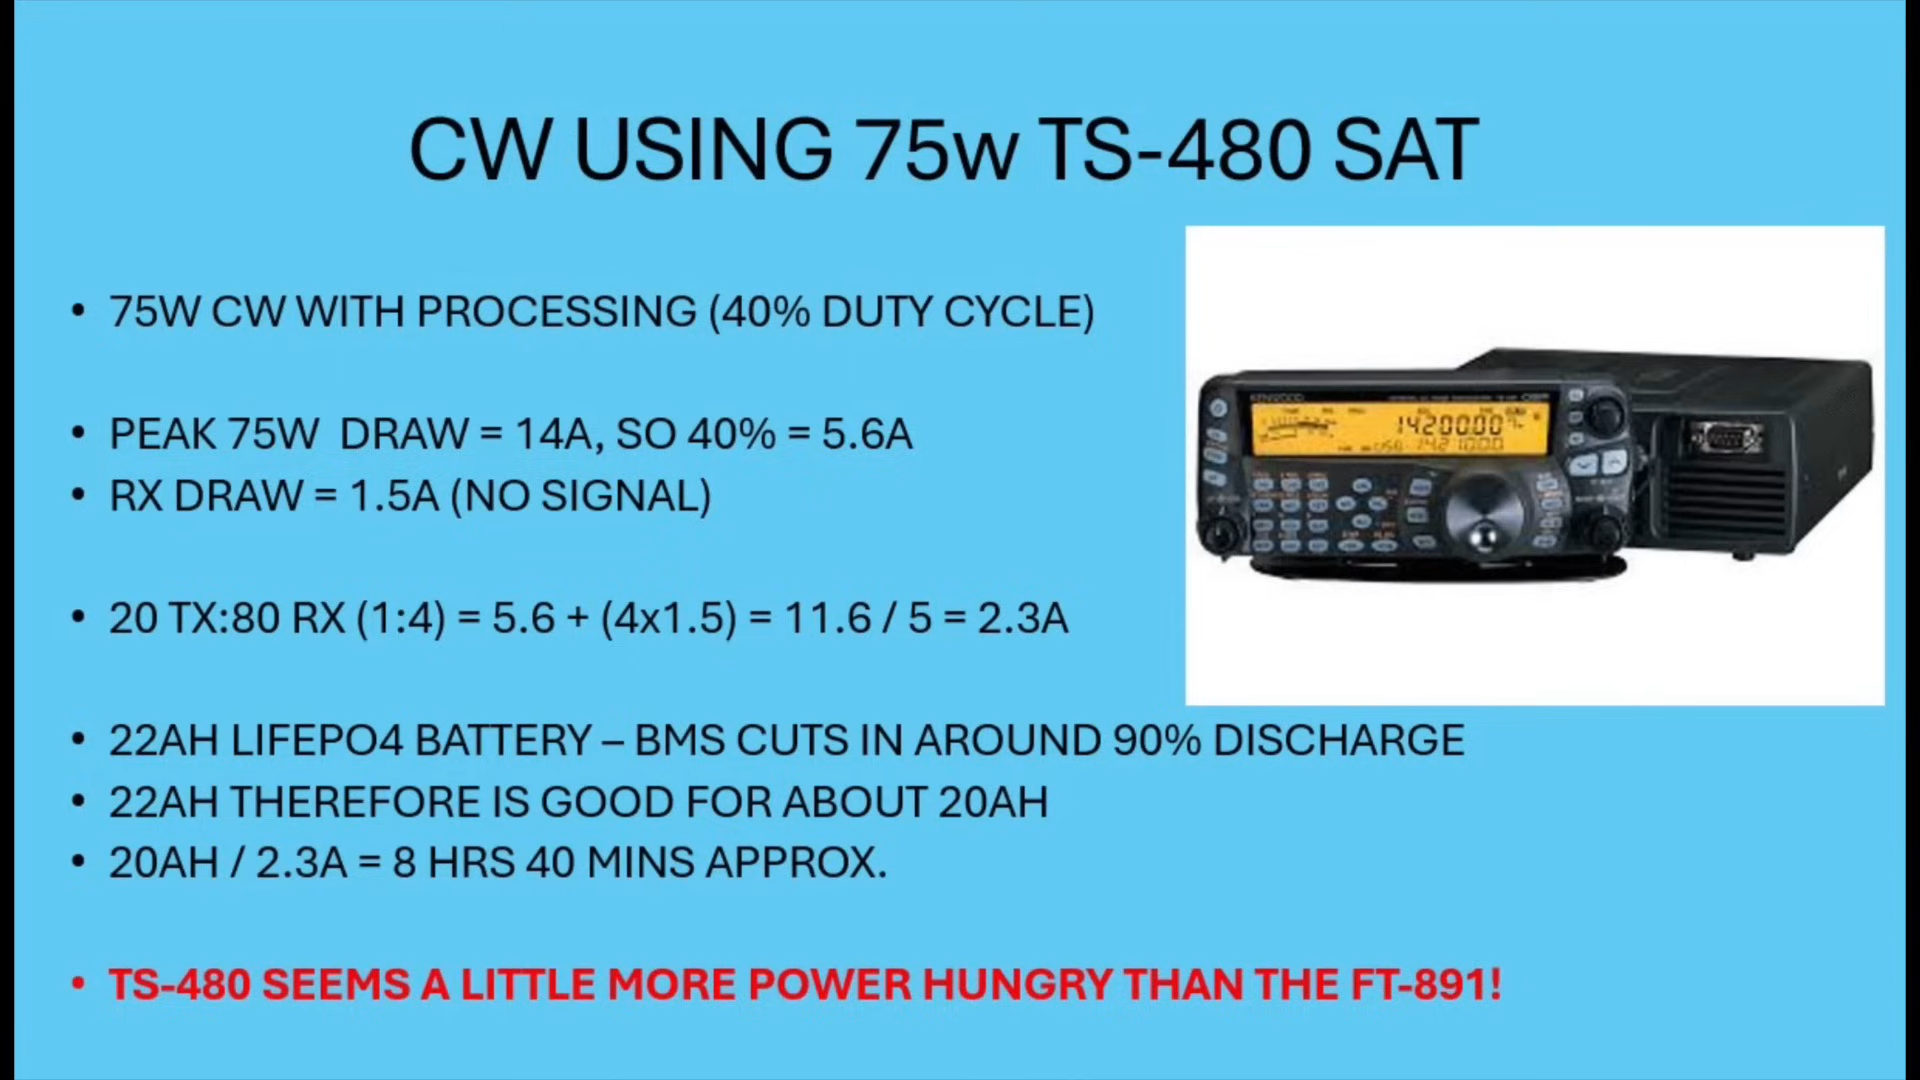 CW USING 75w TS-480 SAT
• 75W CW WITH PROCESSING (40% DUTY CYCLE)
• PEAK 75W DRAW = 14A, SO 40% = 5.6A
• RX DRAW = 1.5A (NO SIGNAL)
• 20 TX:80 RX (1:4) = 5.6 + (4x1.5) = 11.6 / 5 = 2.3A
• 22AH LIFEPO4 BATTERY – BMS CUTS IN AROUND 90% DISCHARGE
• 22AH THEREFORE IS GOOD FOR ABOUT 20AH
• 20AH / 2.3A = 8 HRS 40 MINS APPROX.
• TS-480 SEEMS A LITTLE MORE POWER HUNGRY THAN THE FT-891!
KENWOOD
14.200.00